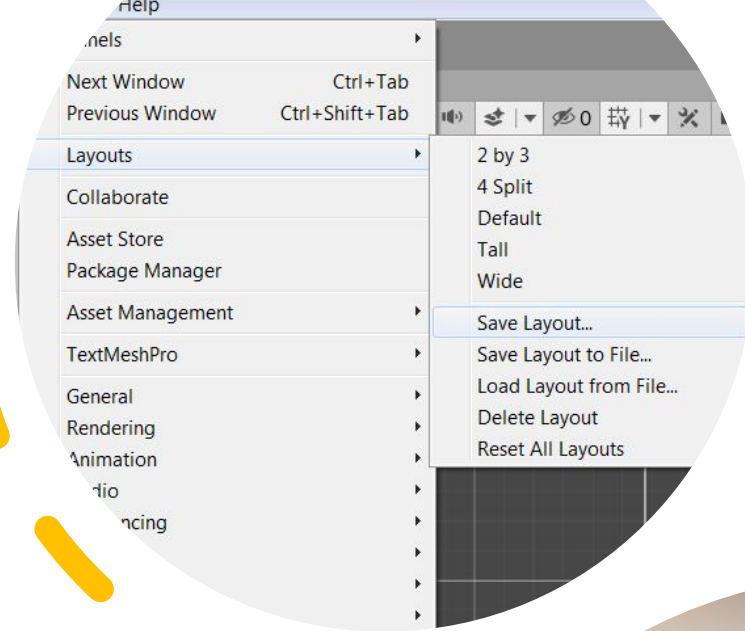 Help
Next Window Ctrl+Tab
Previous Window Ctrl+Shift+Tab
Layouts
Collaborate
Asset Store
Package Manager
Asset Management
TextMeshPro
General
Rendering
Animation
0
2 by 3
4 Split
Default
Tall
Wide
Save Layout...
Save Layout to File...
Load Layout from File...
Delete Layout
Reset All Layouts